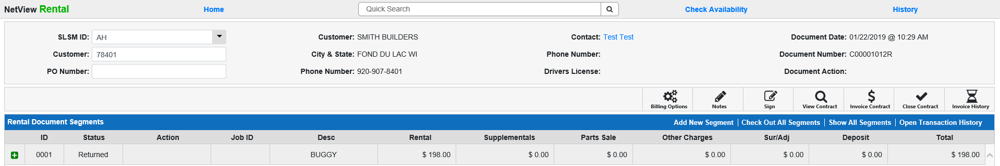 NetView Rental Home Quick Search Check Availability History
SLSM ID: AH Customer: SMITH BUILDERS Contact: Test Test Document Date: 01/22/2019 @ 10:29 AM
Customer: 78401 City & State: FOND DU LAC WI Phone Number: Document Number: C00001012R
PO Number: Phone Number: 920-907-8401 Drivers License: Document Action:
Billing Options Notes Sign View Contract Invoice Contract Close Contract Invoice History
Rental Document Segments Add New Segment Check Out All Segments Show All Segments Open Transaction History
ID Status Action Job ID Desc Rental Supplementals Parts Sale Other Charges Sur/Adj Deposit Total
0001 Returned BUGGY $ 198.00 $ 0.00 $ 0.00 $ 0.00 $ 0.00 $ 0.00 $ 198.00